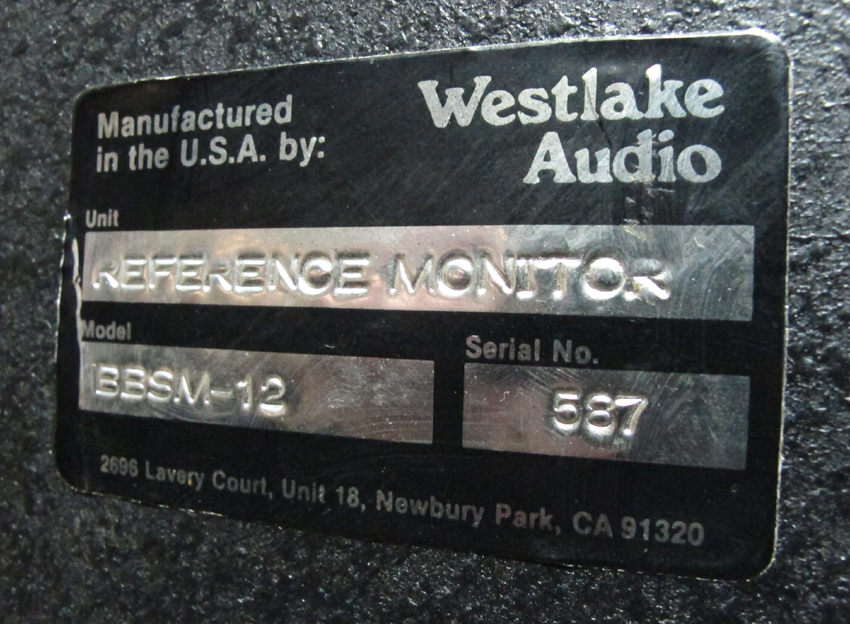 Manufactured
in the U.S.A. by:
Westlake
Audio
Unit
REFERENCE MONITOR
Model
BBSM-12
Serial No.
587
2696 Lavery Court, Unit 18, Newbury Park, CA 91320